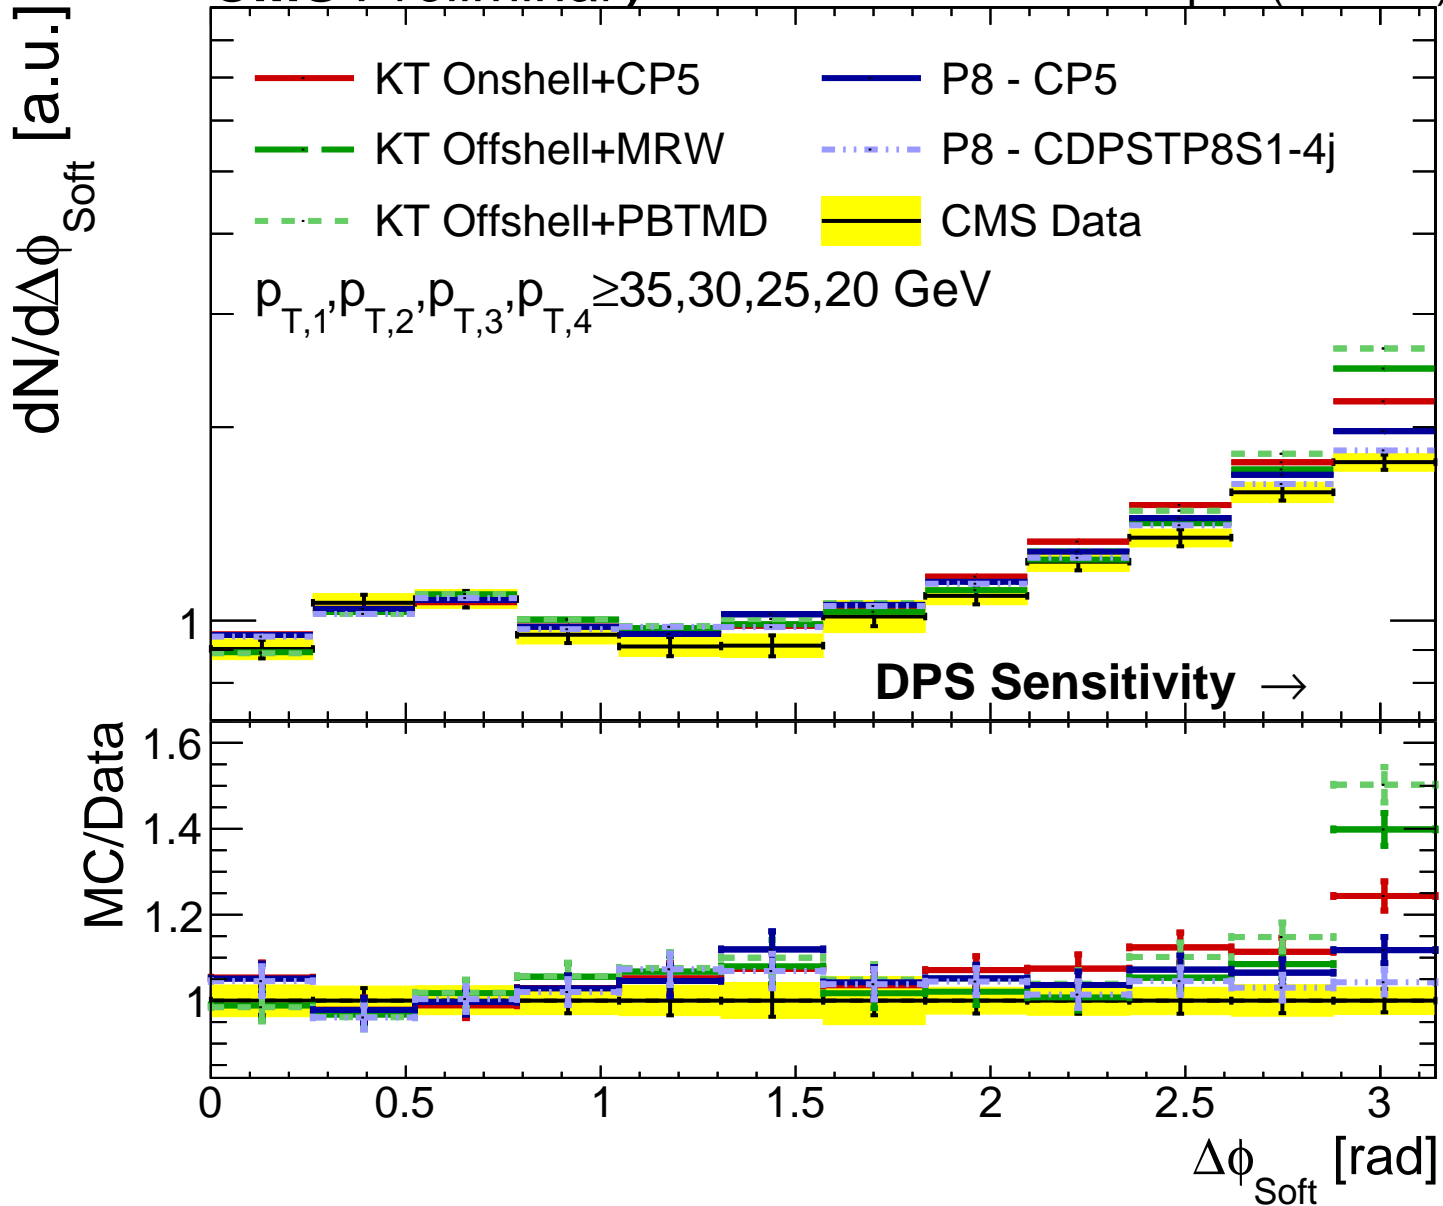 CMS Preliminary
dN/dΔϕ_Soft [a.u.]
KT Onshell+CP5
P8 - CP5
KT Offshell+MRW
P8 - CDPSTP8S1-4j
KT Offshell+PBTMD
CMS Data
p_T,1,p_T,2,p_T,3,p_T,4≥35,30,25,20 GeV
1
DPS Sensitivity →
MC/Data
1.6
1.4
1.2
1
0 0.5 1 1.5 2 2.5 3
Δϕ_Soft [rad]